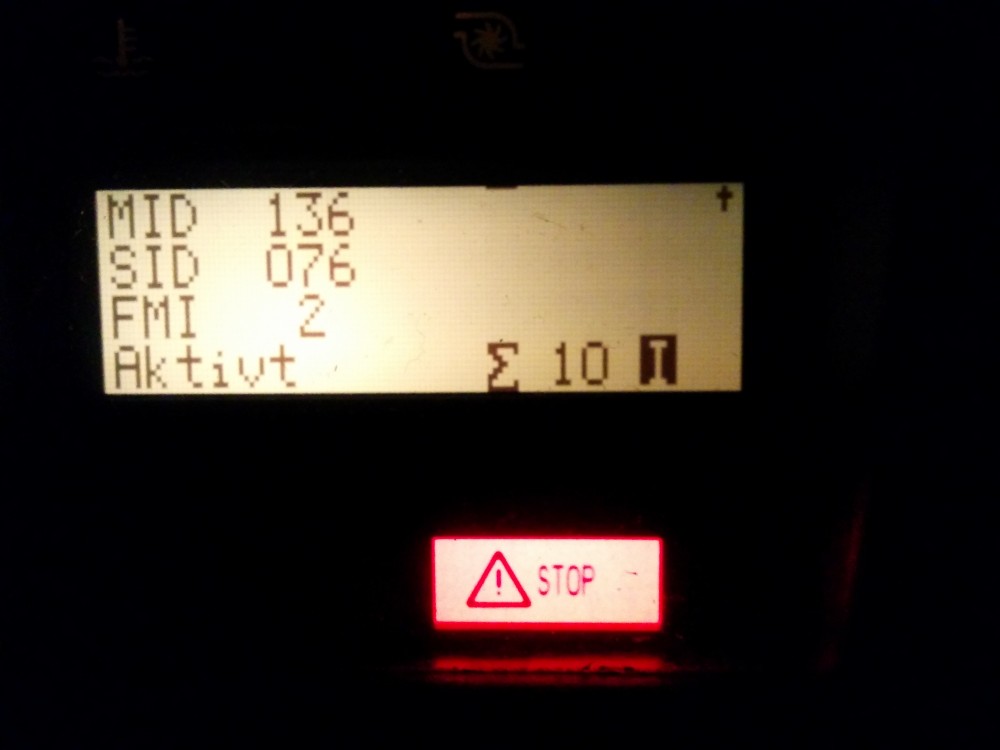 MID 136
SID 076
FMI 2
Aktivt Σ 10
STOP